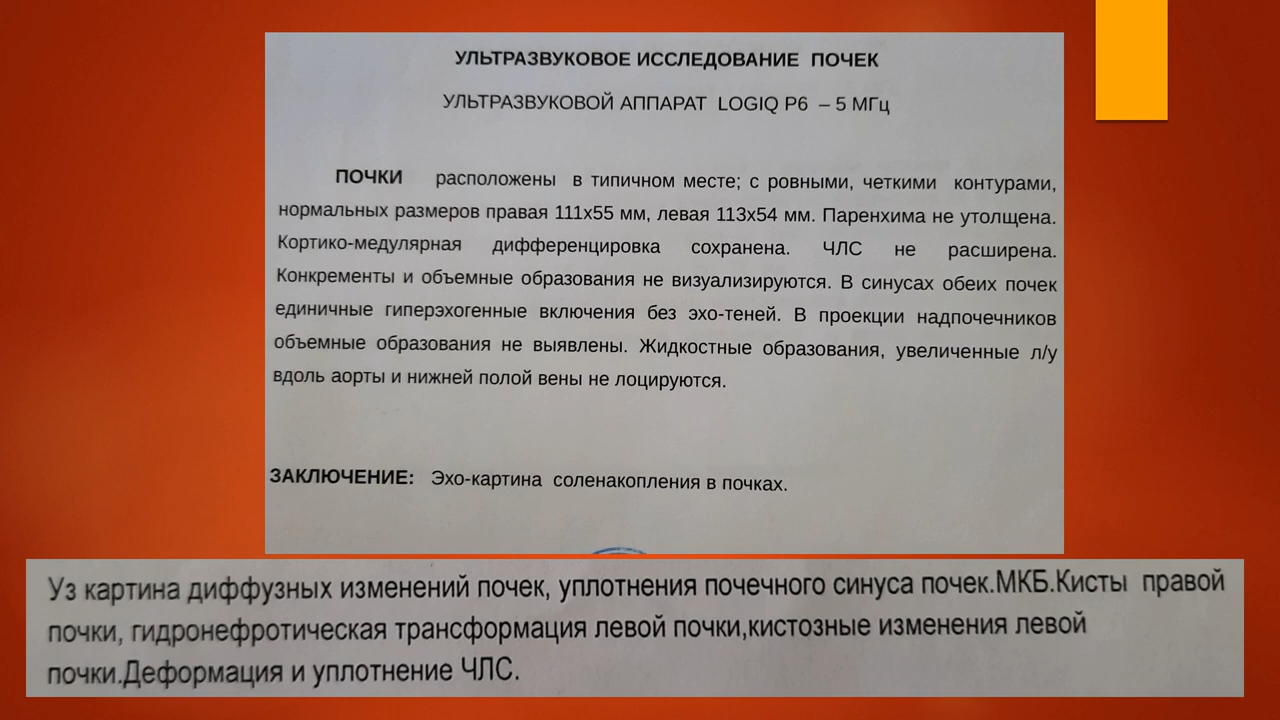 УЛЬТРАЗВУКОВОЕ ИССЛЕДОВАНИЕ ПОЧЕК
УЛЬТРАЗВУКОВОЙ АППАРАТ LOGIQ P6 – 5 МГц
ПОЧКИ расположены в типичном месте; с ровными, четкими контурами,
нормальных размеров правая 111х55 мм, левая 113х54 мм. Паренхима не утолщена.
Кортико-медулярная дифференцировка сохранена. ЧЛС не расширена.
Конкременты и объемные образования не визуализируются. В синусах обеих почек
единичные гиперэхогенные включения без эхо-теней. В проекции надпочечников
объемные образования не выявлены. Жидкостные образования, увеличенные л/у
вдоль аорты и нижней полой вены не лоцируются.
ЗАКЛЮЧЕНИЕ: Эхо-картина соленакопления в почках.
Уз картина диффузных изменений почек, уплотнения почечного синуса почек.МКБ.Кисты правой
почки, гидронефротическая трансформация левой почки,кистозные изменения левой
почки.Деформация и уплотнение ЧЛС.